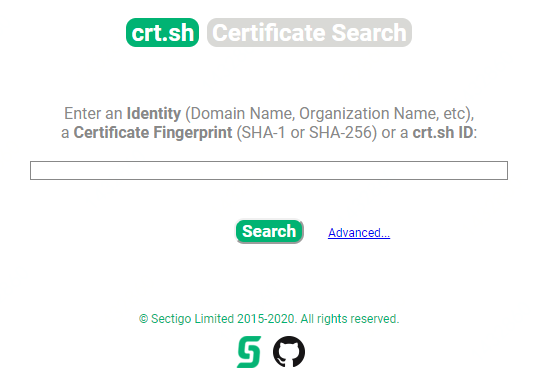 crt.sh Certificate Search
Enter an Identity (Domain Name, Organization Name, etc),
a Certificate Fingerprint (SHA-1 or SHA-256) or a crt.sh ID:
Search Advanced...
© Sectigo Limited 2015-2020. All rights reserved.